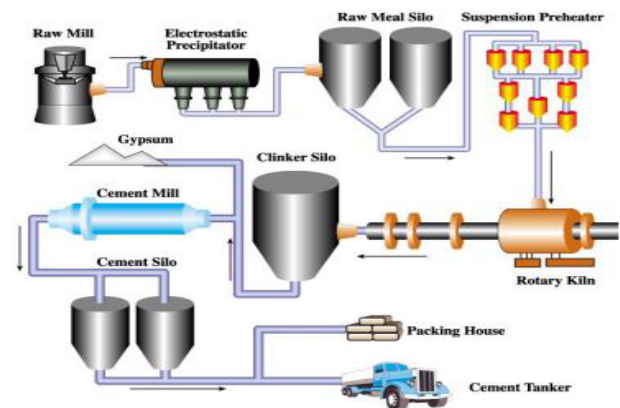 Raw Mill
Electrostatic
Precipitator
Raw Meal Silo
Suspension Preheater
Gypsum
Clinker Silo
Cement Mill
Cement Silo
Rotary Kiln
Packing House
Cement Tanker